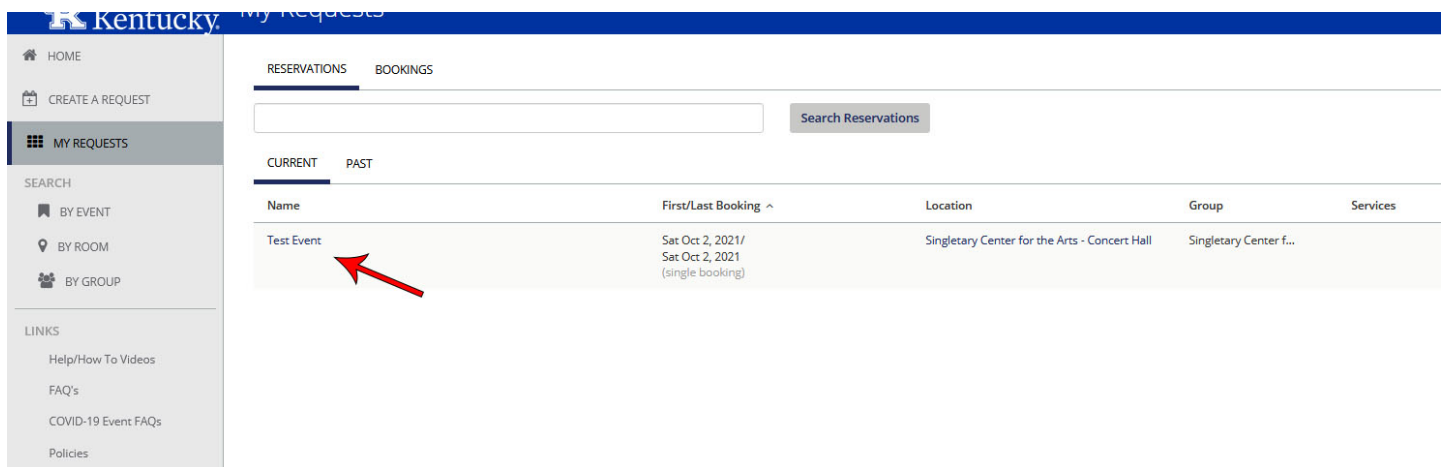 Kentucky.
My Requests
HOME
CREATE A REQUEST
MY REQUESTS
SEARCH
BY EVENT
BY ROOM
BY GROUP
LINKS
Help/How To Videos
FAQ's
COVID-19 Event FAQs
Policies
RESERVATIONS BOOKINGS
Search Reservations
CURRENT PAST
Name First/Last Booking Location Group Services
Test Event Sat Oct 2, 2021/ Singletary Center for the Arts - Concert Hall Singletary Center f...
Sat Oct 2, 2021
(single booking)